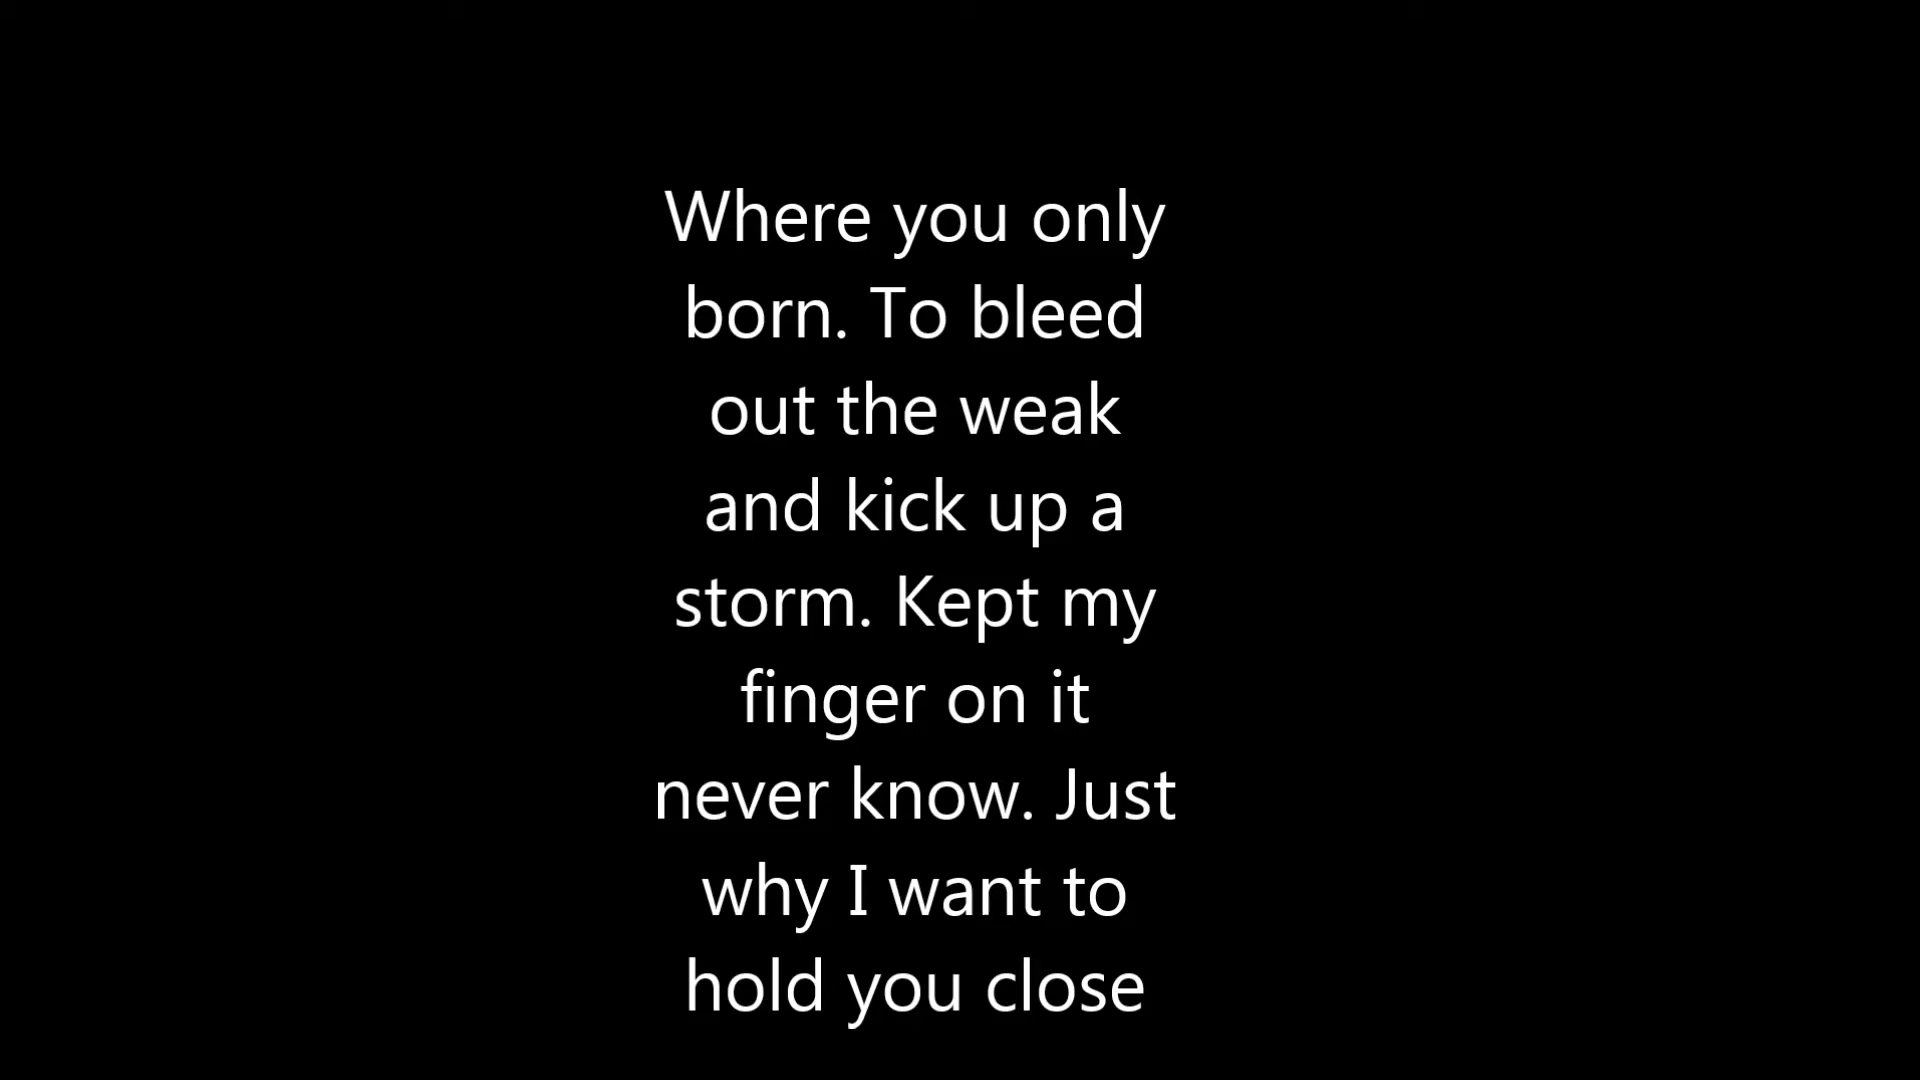 Where you only
born. To bleed
out the weak
and kick up a
storm. Kept my
finger on it
never know. Just
why I want to
hold you close